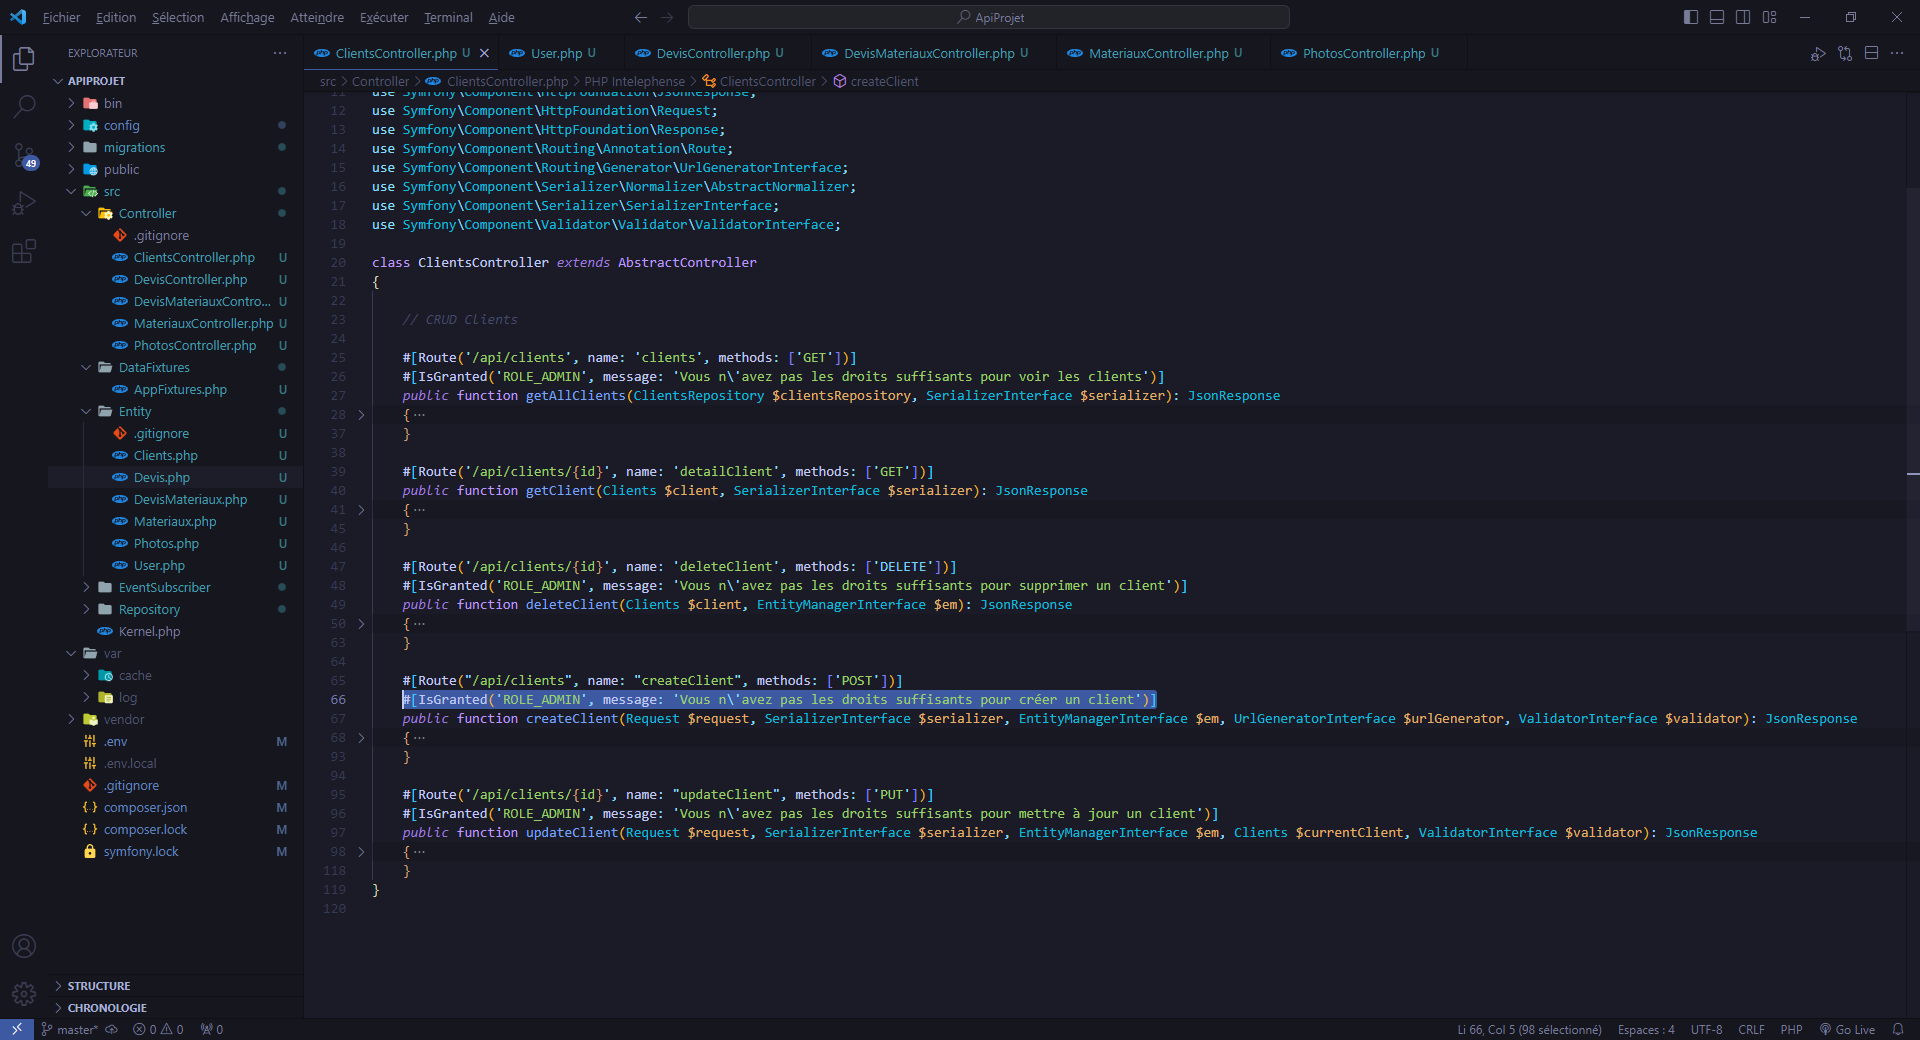 Fichier Edition Sélection Affichage Atteindre Exécuter Terminal Aide
ApiProjet
EXPLORATEUR
49
APIPROJET
bin
config
migrations
public
src
Controller
.gitignore U
ClientsController.php U
DevisController.php U
DevisMateriauxContro... U
MateriauxController.php U
PhotosController.php U
DataFixtures
AppFixtures.php U
Entity
.gitignore U
Clients.php U
Devis.php U
DevisMateriaux.php U
Materiaux.php U
Photos.php U
User.php U
EventSubscriber
Repository
Kernel.php
var
cache
log
vendor
.env M
.env.local
.gitignore M
composer.json M
composer.lock M
symfony.lock M
STRUCTURE
CHRONOLOGIE
ClientsController.php U User.php U DevisController.php U DevisMateriauxController.php U MateriauxController.php U PhotosController.php U
src > Controller > ClientsController.php > PHP Intelephense > ClientsController > createClient
11 use Symfony\Component\HttpFoundation\JsonResponse;
12 use Symfony\Component\HttpFoundation\Request;
13 use Symfony\Component\HttpFoundation\Response;
14 use Symfony\Component\Routing\Annotation\Route;
15 use Symfony\Component\Routing\Generator\UrlGeneratorInterface;
16 use Symfony\Component\Serializer\Normalizer\AbstractNormalizer;
17 use Symfony\Component\Serializer\SerializerInterface;
18 use Symfony\Component\Validator\Validator\ValidatorInterface;
19
20 class ClientsController extends AbstractController
21 {
22
23 // CRUD Clients
24
25 #[Route('/api/clients', name: 'clients', methods: ['GET'])]
26 #[IsGranted('ROLE_ADMIN', message: 'Vous n\'avez pas les droits suffisants pour voir les clients')]
27 public function getAllClients(ClientsRepository $clientsRepository, SerializerInterface $serializer): JsonResponse
28 { ...
37 }
38
39 #[Route('/api/clients/{id}', name: 'detailClient', methods: ['GET'])]
40 public function getClient(Clients $client, SerializerInterface $serializer): JsonResponse
41 { ...
45 }
46
47 #[Route('/api/clients/{id}', name: 'deleteClient', methods: ['DELETE'])]
48 #[IsGranted('ROLE_ADMIN', message: 'Vous n\'avez pas les droits suffisants pour supprimer un client')]
49 public function deleteClient(Clients $client, EntityManagerInterface $em): JsonResponse
50 { ...
63 }
64
65 #[Route("/api/clients", name: "createClient", methods: ['POST'])]
66 #[IsGranted('ROLE_ADMIN', message: 'Vous n\'avez pas les droits suffisants pour créer un client')]
67 public function createClient(Request $request, SerializerInterface $serializer, EntityManagerInterface $em, UrlGeneratorInterface $urlGenerator, ValidatorInterface $validator): JsonResponse
68 { ...
93 }
94
95 #[Route('/api/clients/{id}', name: "updateClient", methods: ['PUT'])]
96 #[IsGranted('ROLE_ADMIN', message: 'Vous n\'avez pas les droits suffisants pour mettre à jour un client')]
97 public function updateClient(Request $request, SerializerInterface $serializer, EntityManagerInterface $em, Clients $currentClient, ValidatorInterface $validator): JsonResponse
98 { ...
118 }
119 }
120
master* 0 0 0 Li 66, Col 5 (98 sélectionné) Espaces : 4 UTF-8 CRLF PHP Go Live